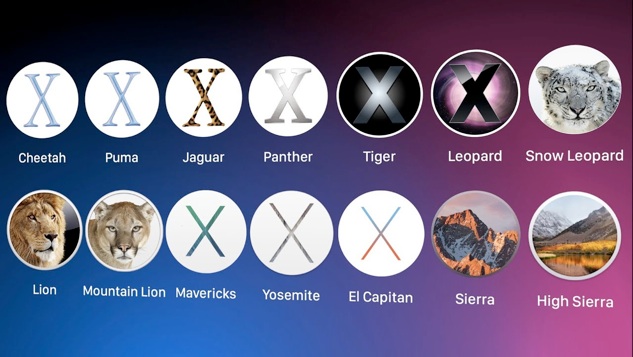 X X X X X X
Cheetah Puma Jaguar Panther Tiger Leopard Snow Leopard
X X X
Lion Mountain Lion Mavericks Yosemite El Capitan Sierra High Sierra